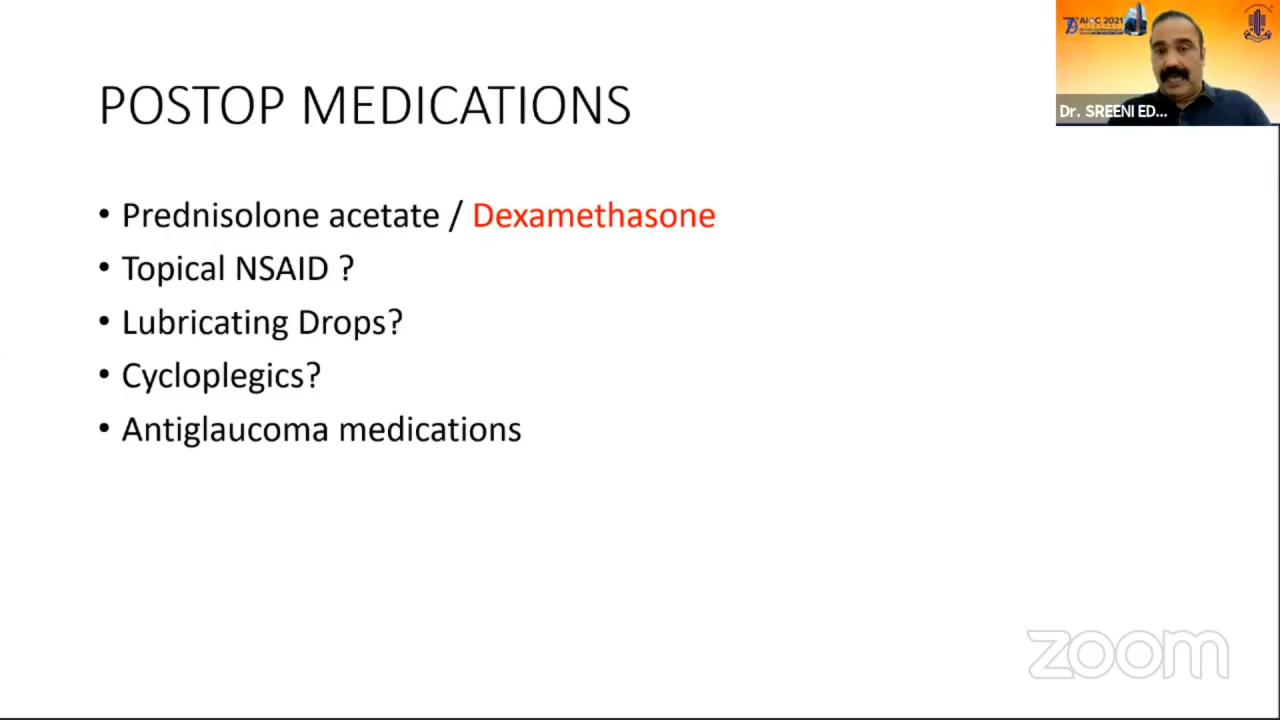 AIOC 2021
POSTOP MEDICATIONS
Dr. SREENI ED...
• Prednisolone acetate / Dexamethasone
• Topical NSAID ?
• Lubricating Drops?
• Cycloplegics?
• Antiglaucoma medications
zoom